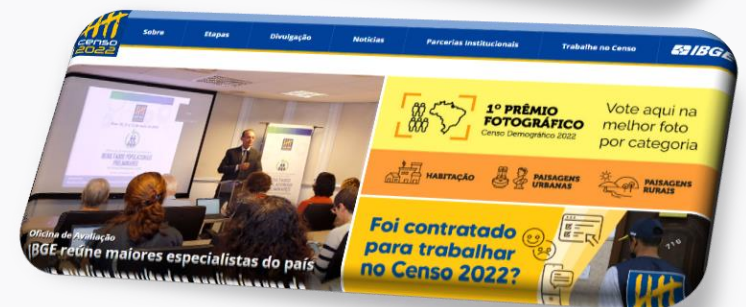 CENSO
2022
Sobre
Etapas
Divulgação
Notícias
Parcerias Institucionais
Trabalhe no Censo
IBGE
Oficina de Avaliação
IBGE reúne maiores especialistas do país
1º PRÊMIO
FOTOGRÁFICO
Censo Demográfico 2022
Vote aqui na
melhor foto
por categoria
HABITAÇÃO
PAISAGENS
URBANAS
PAISAGENS
RURAIS
Foi contratado
para trabalhar
no Censo 2022?